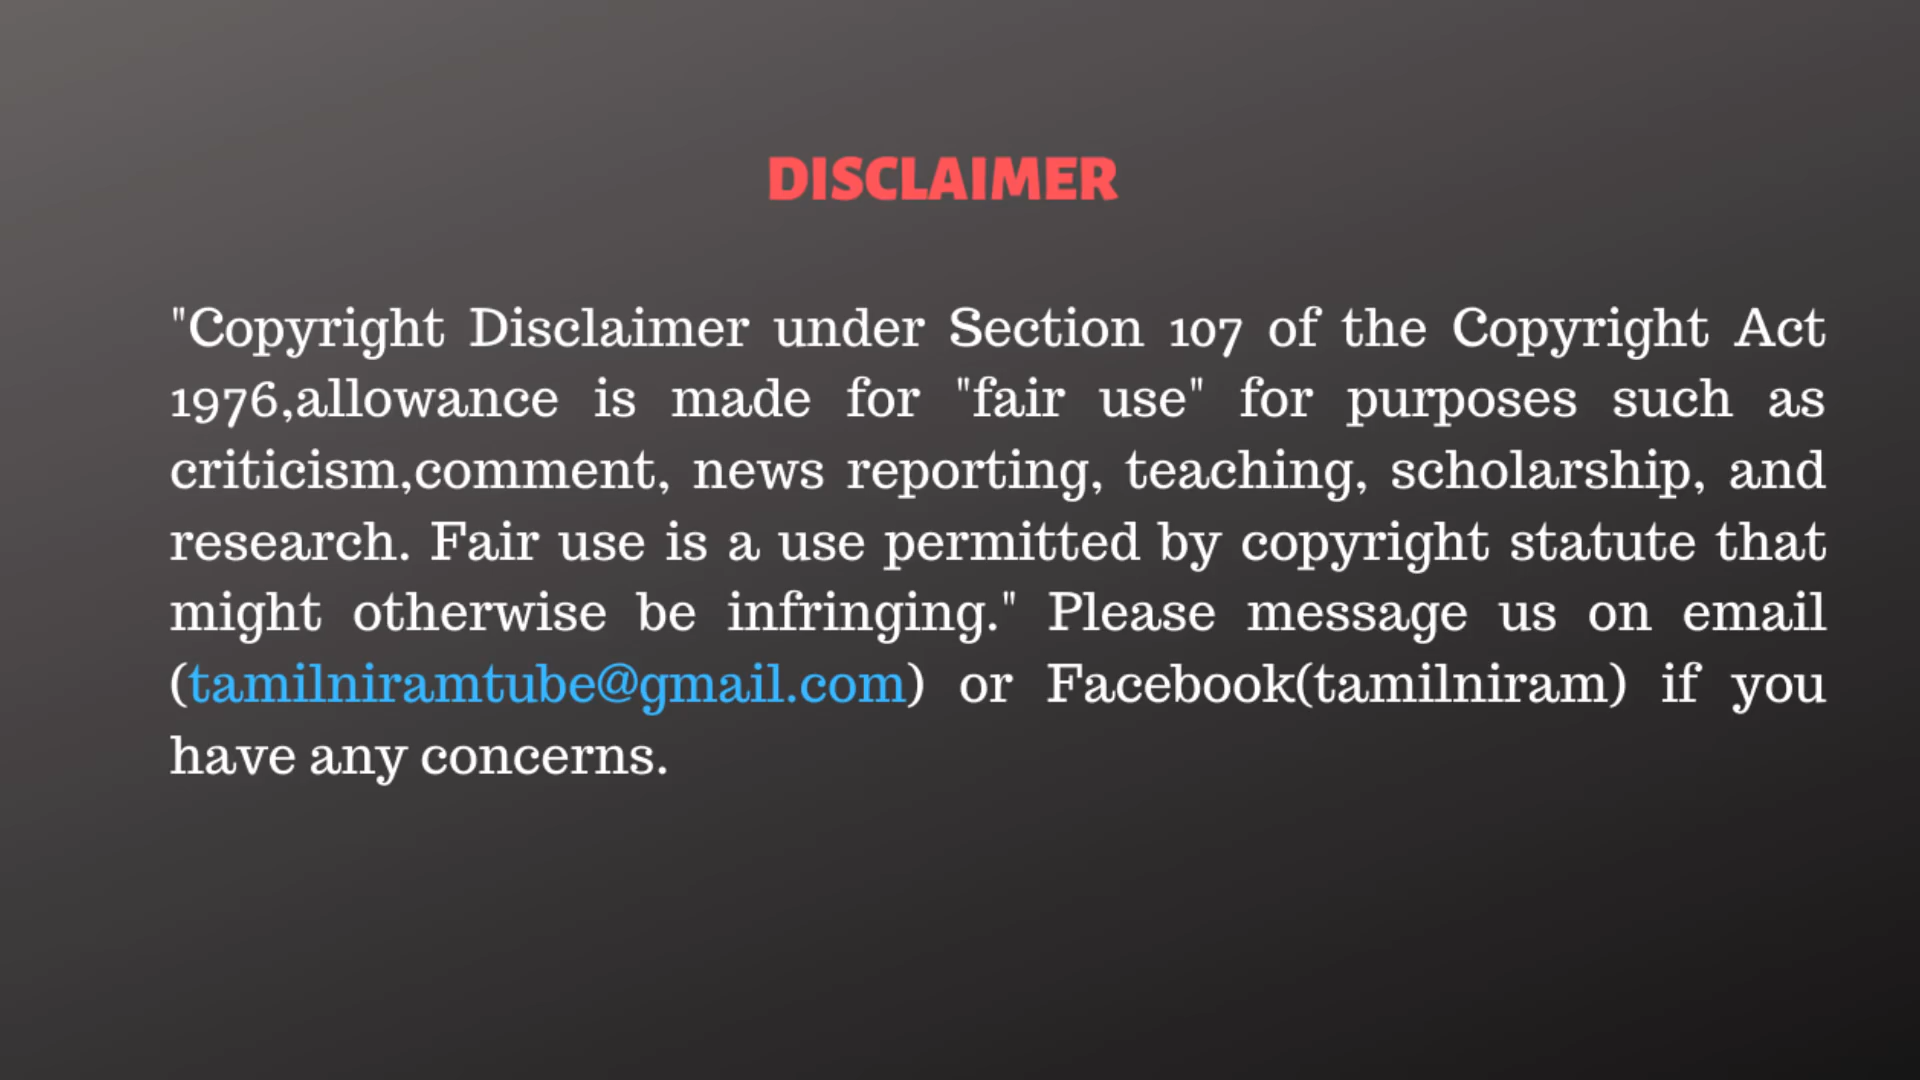 DISCLAIMER
"Copyright Disclaimer under Section 107 of the Copyright Act
1976,allowance is made for "fair use" for purposes such as
criticism,comment, news reporting, teaching, scholarship, and
research. Fair use is a use permitted by copyright statute that
might otherwise be infringing." Please message us on email
(tamilniramtube@gmail.com) or Facebook(tamilniram) if you
have any concerns.